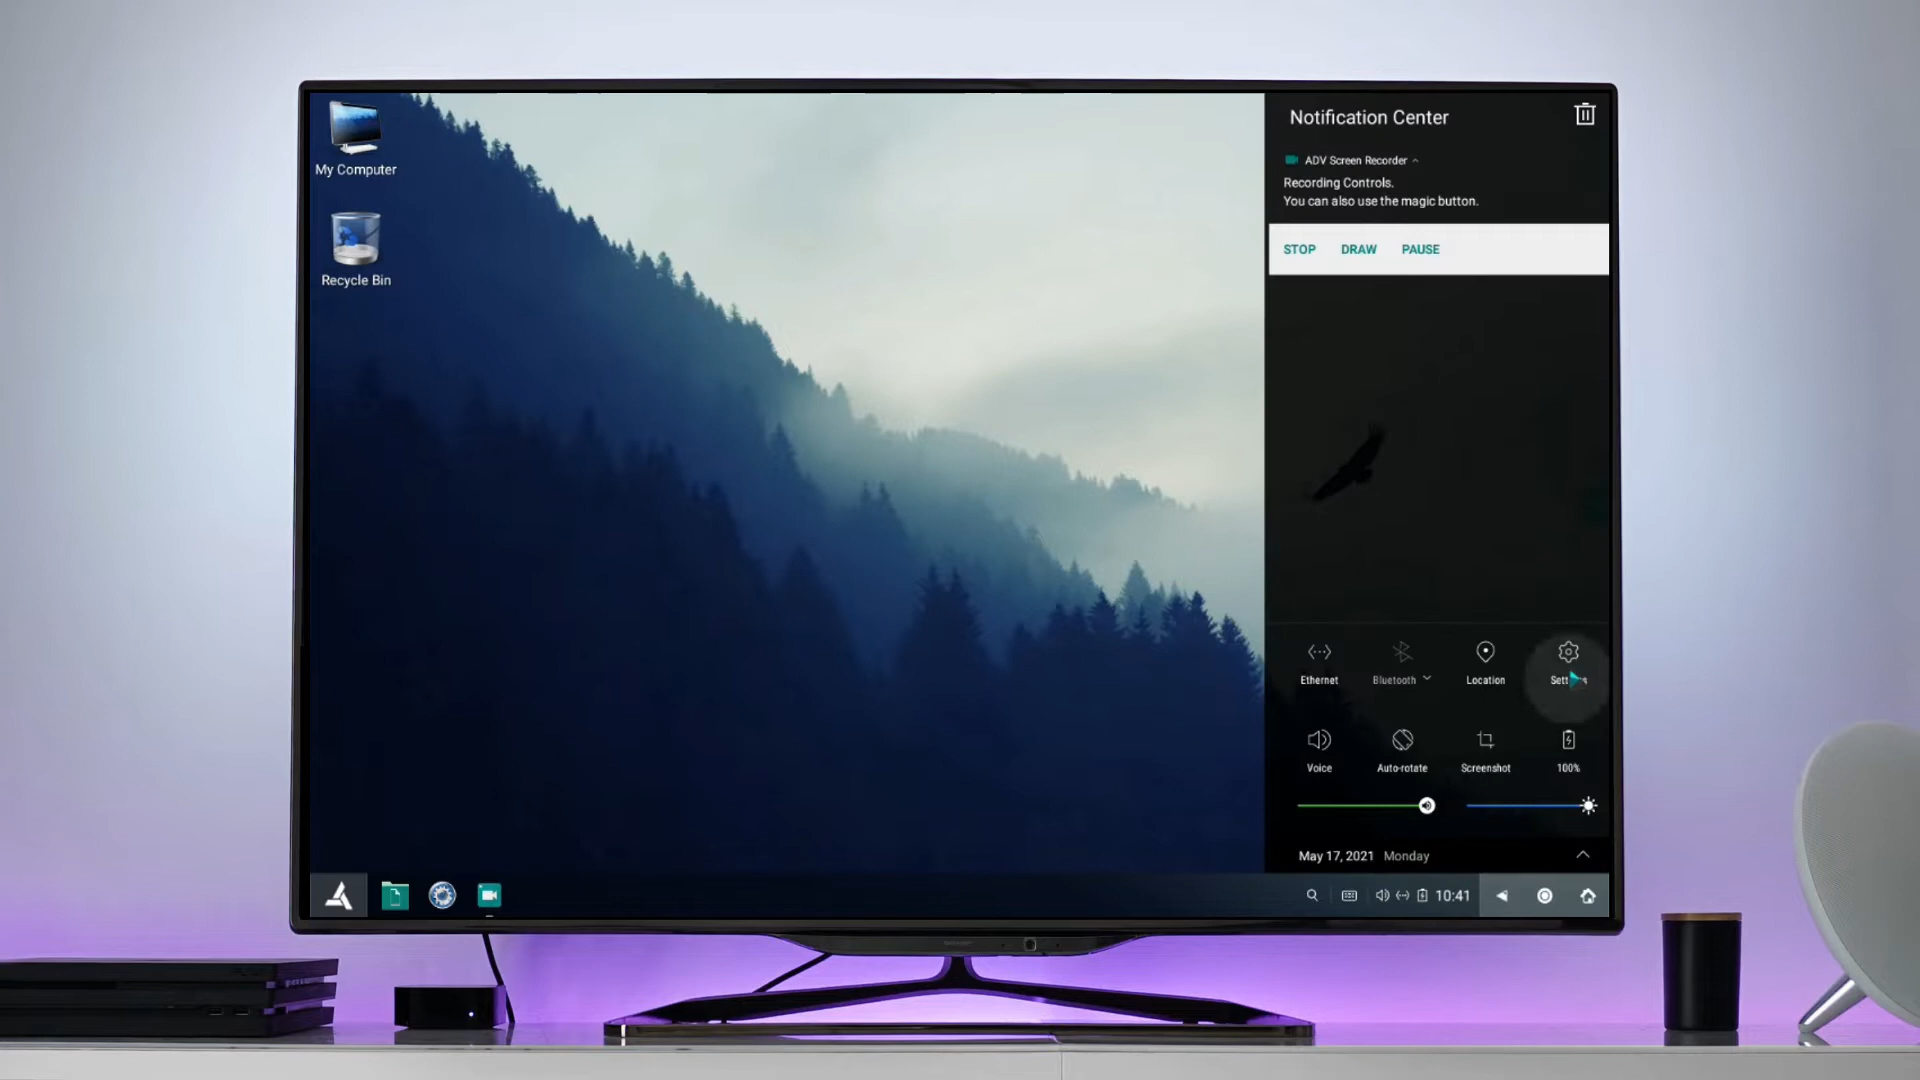 My Computer
Recycle Bin
Notification Center
ADV Screen Recorder
Recording Controls.
You can also use the magic button.
STOP DRAW PAUSE
Ethernet Bluetooth Location
Voice Auto-rotate Screenshot 100%
May 17, 2021 Monday
10:41